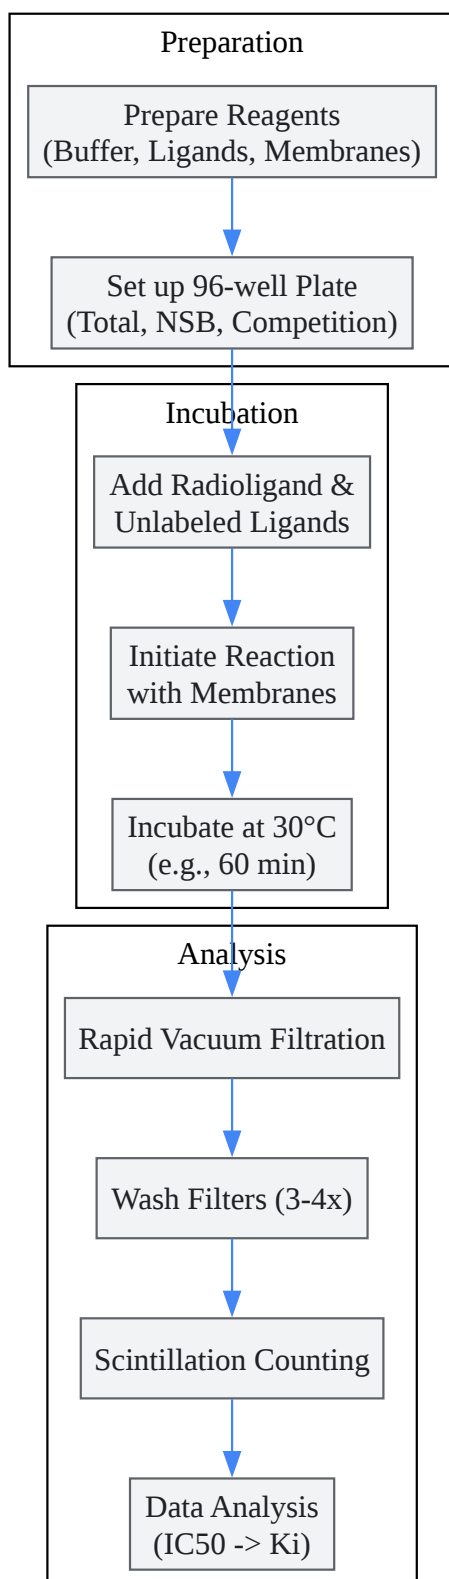 Preparation
Prepare Reagents
(Buffer, Ligands, Membranes)
Set up 96-well Plate
(Total, NSB, Competition)
Incubation
Add Radioligand &
Unlabeled Ligands
Initiate Reaction
with Membranes
Incubate at 30°C
(e.g., 60 min)
Analysis
Rapid Vacuum Filtration
Wash Filters (3-4x)
Scintillation Counting
Data Analysis
(IC50 -> Ki)